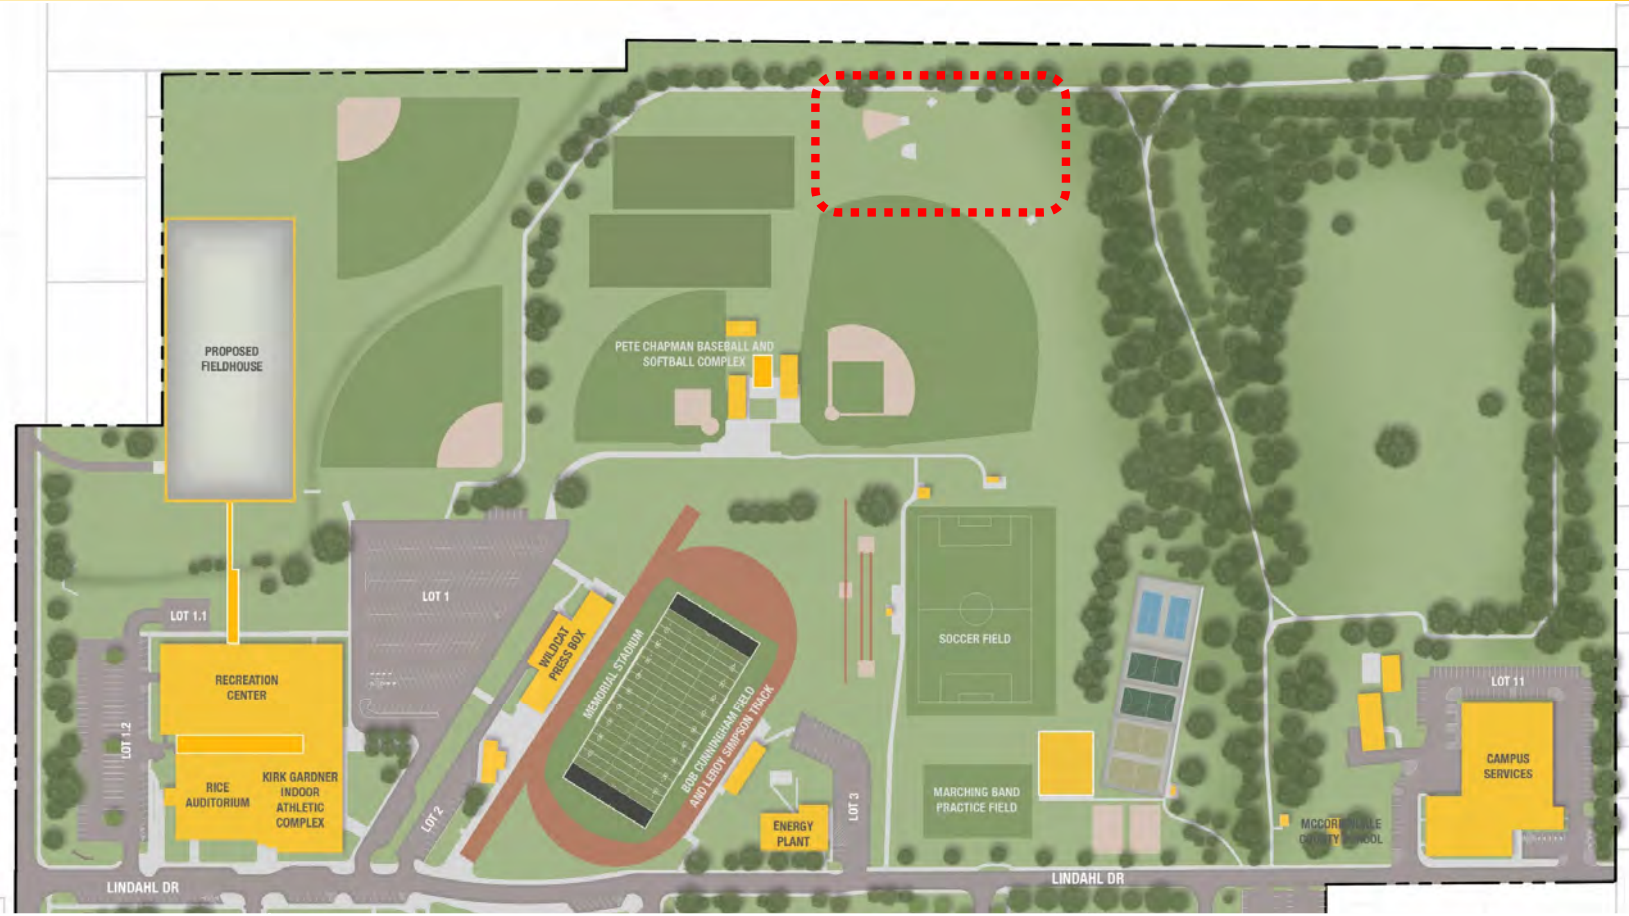 PROPOSED
FIELDHOUSE
PETE CHAPMAN BASEBALL AND
SOFTBALL COMPLEX
LOT 1
LOT 1.1
WILDCAT
PRESS BOX
MEMORIAL STADIUM
BOB CUNNINGHAM FIELD
AND LEROY SIMPSON TRACK
SOCCER FIELD
RECREATION
CENTER
LOT 11
LOT 1.2
RICE
AUDITORIUM
KIRK GARDNER
INDOOR
ATHLETIC
COMPLEX
LOT 2
ENERGY
PLANT
LOT 3
MARCHING BAND
PRACTICE FIELD
CAMPUS
SERVICES
MCCORKINDALE
COUNTY SCHOOL
LINDAHL DR
LINDAHL DR